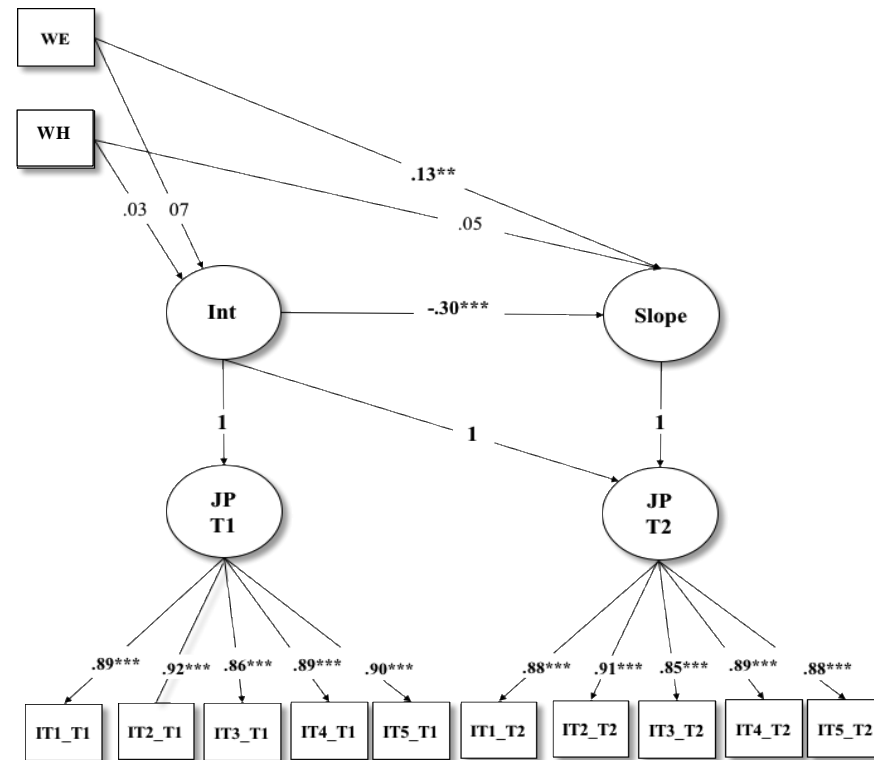 WE
WH
.13**
.03
07
.05
Int
-.30***
Slope
1
1
1
JP
T1
JP
T2
.89***
.92***
.86***
.89***
.90***
.88***
.91***
.85***
.89***
.88***
IT1_T1
IT2_T1
IT3_T1
IT4_T1
IT5_T1
IT1_T2
IT2_T2
IT3_T2
IT4_T2
IT5_T2